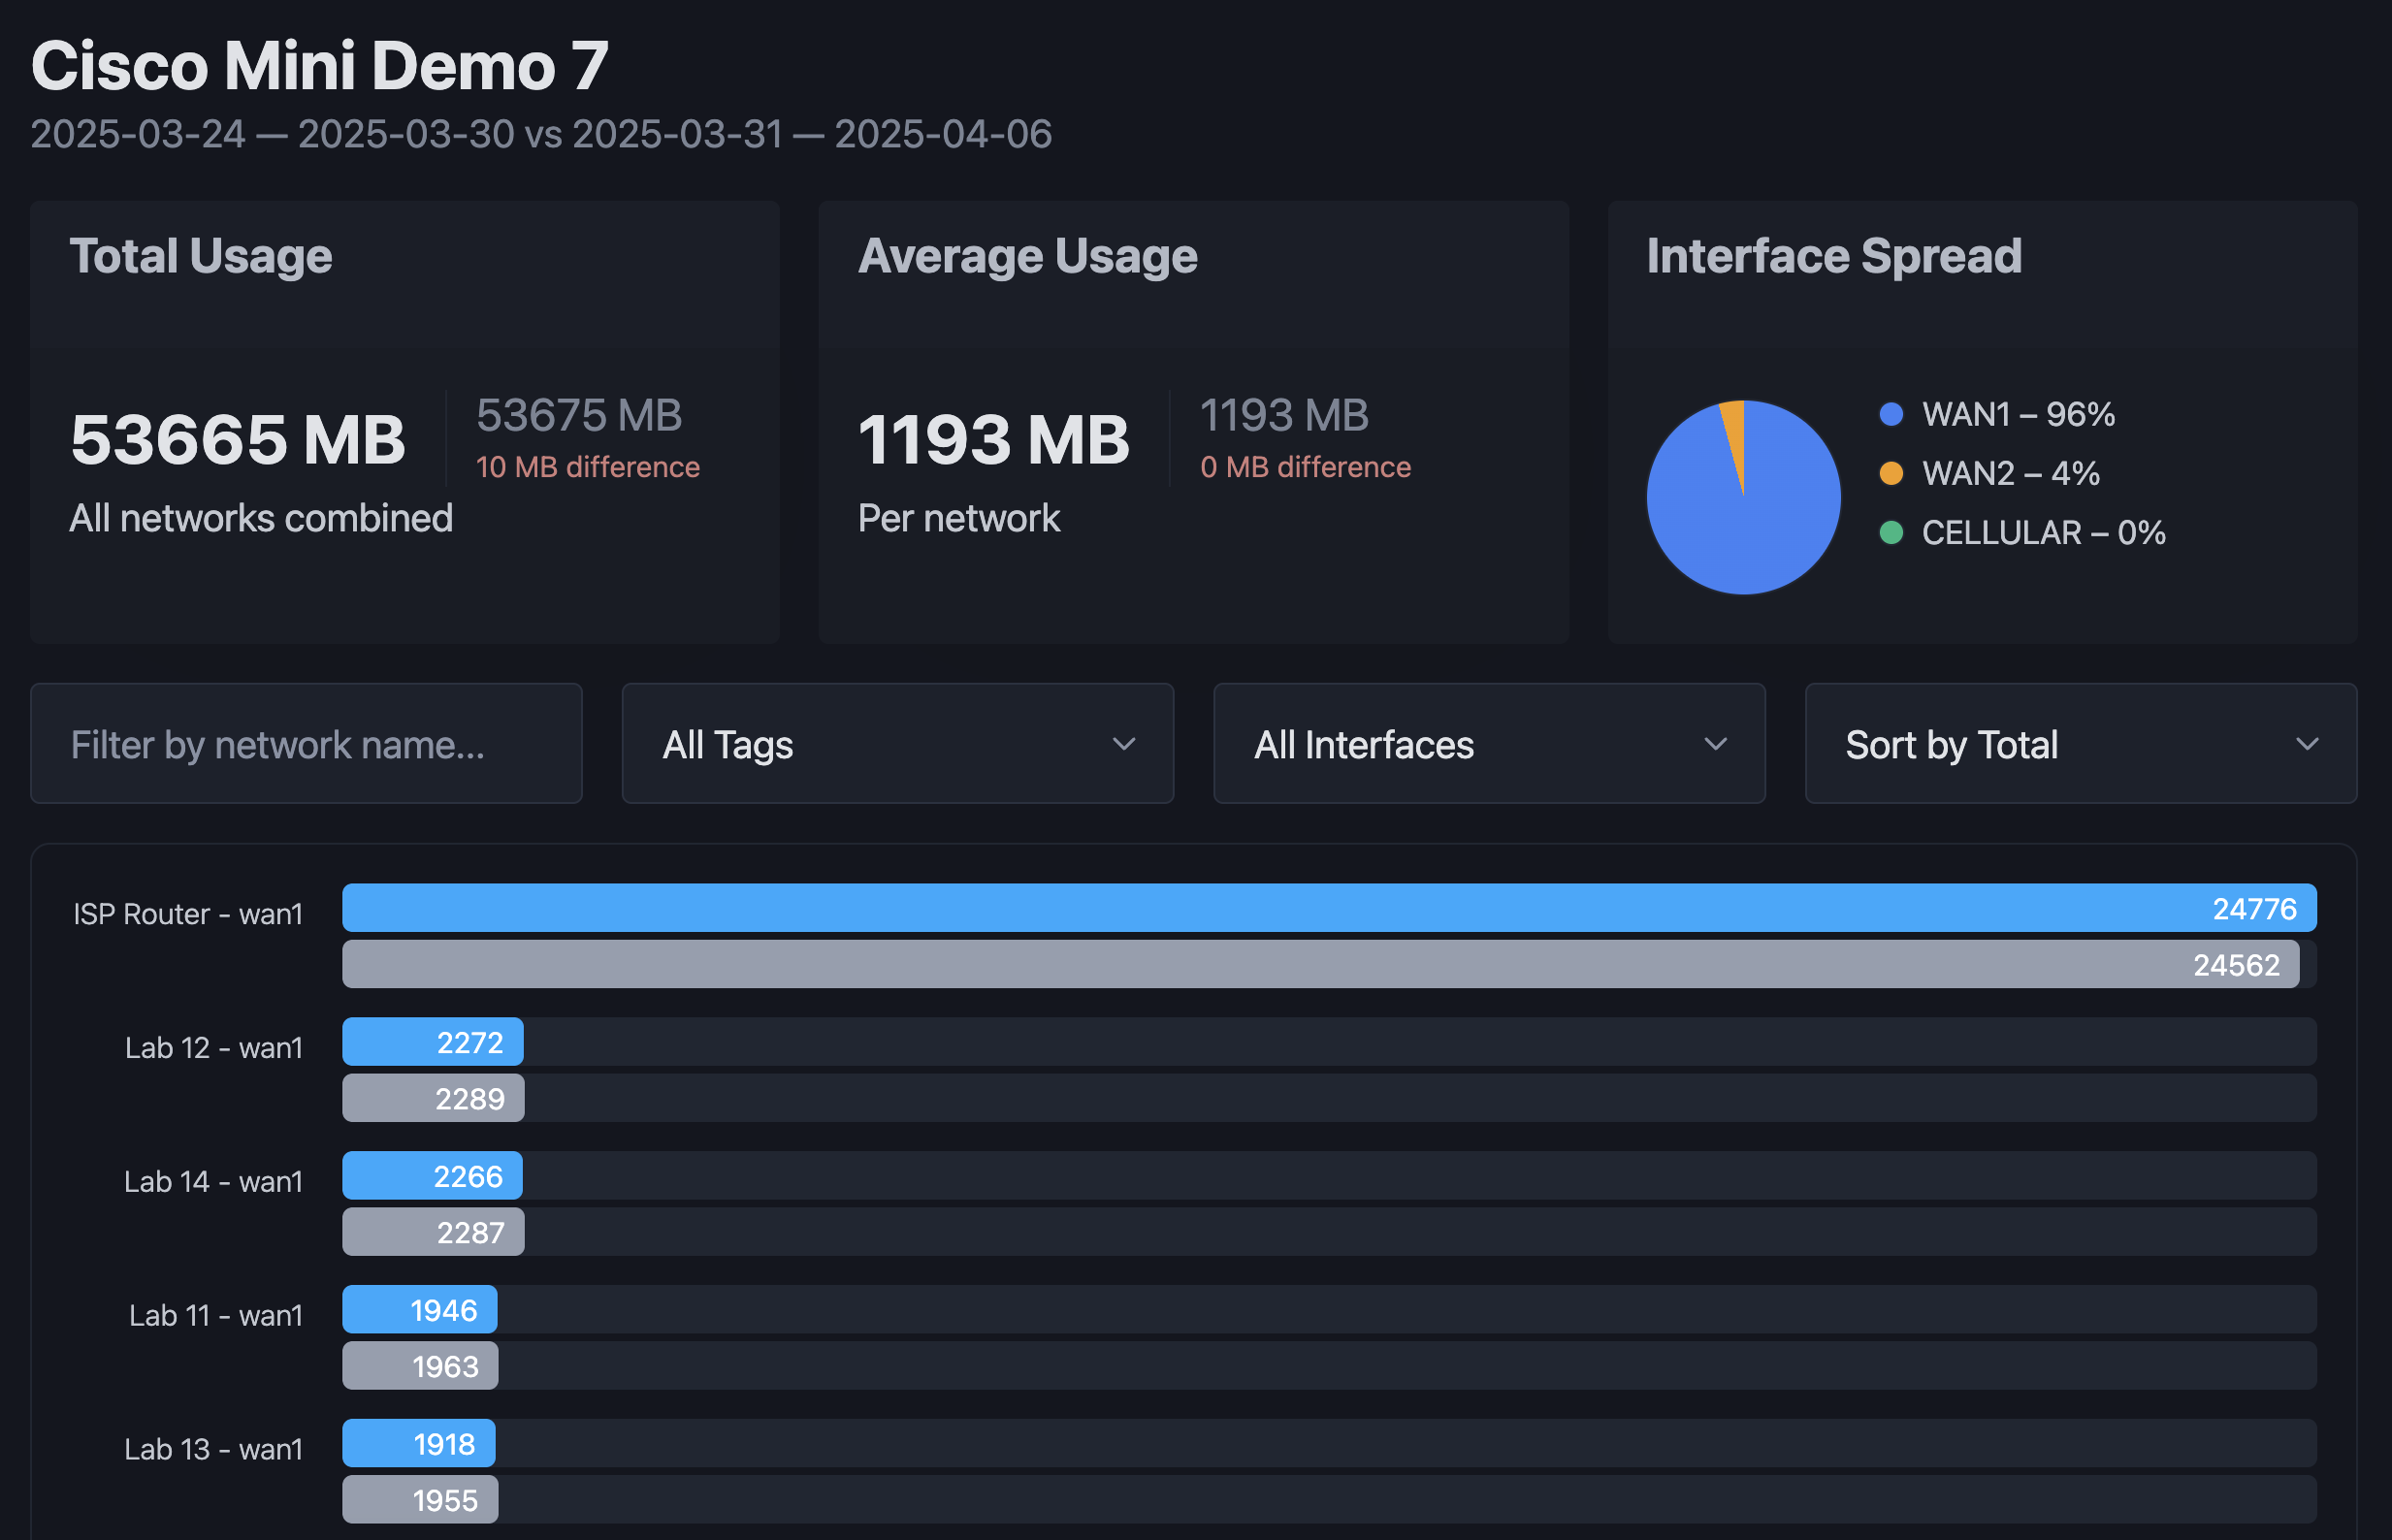 Cisco Mini Demo 7
2025-03-24 — 2025-03-30 vs 2025-03-31 — 2025-04-06
Total Usage
53665 MB
53675 MB
10 MB difference
All networks combined
Average Usage
1193 MB
1193 MB
0 MB difference
Per network
Interface Spread
WAN1 – 96%
WAN2 – 4%
CELLULAR – 0%
Filter by network name...
All Tags
All Interfaces
Sort by Total
ISP Router - wan1
24776
24562
Lab 12 - wan1
2272
2289
Lab 14 - wan1
2266
2287
Lab 11 - wan1
1946
1963
Lab 13 - wan1
1918
1955